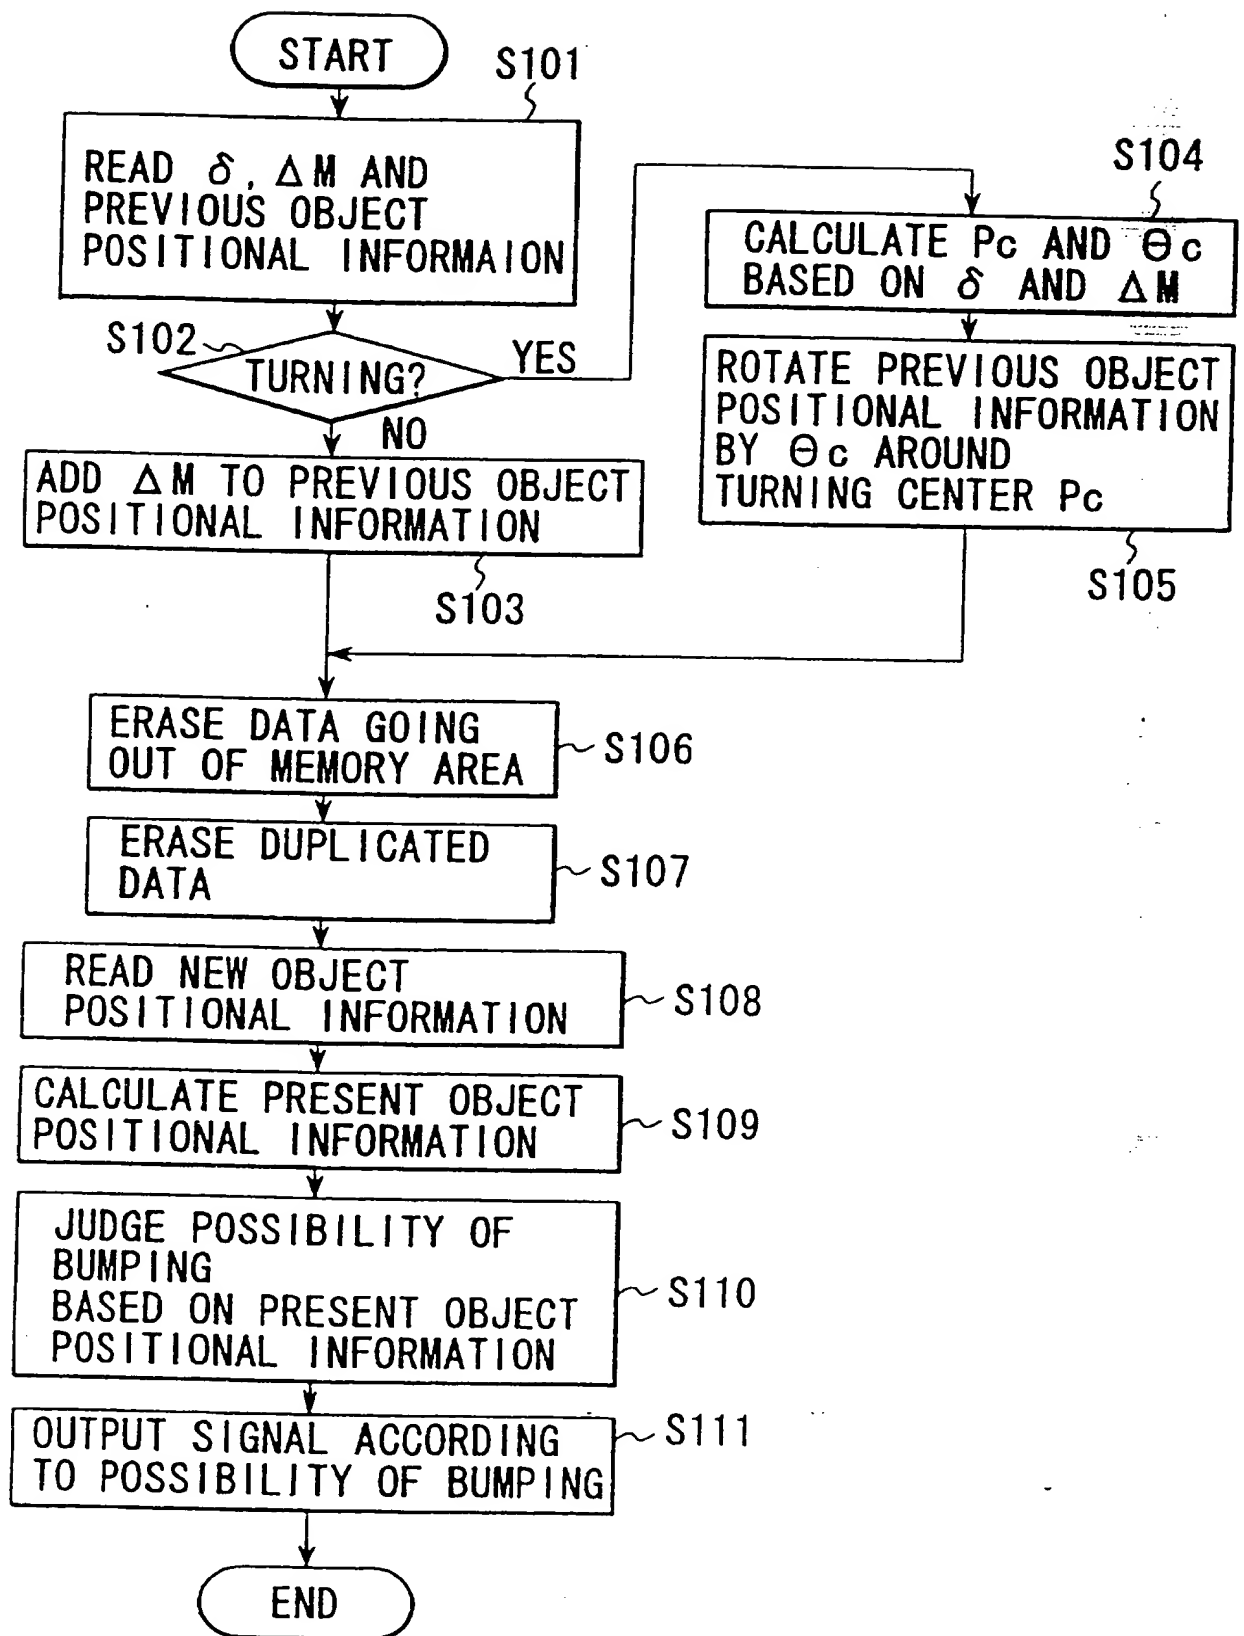 START
S101
READ δ, ΔM AND
PREVIOUS OBJECT
POSITIONAL INFORMAION
S102
TURNING?
YES
NO
ADD ΔM TO PREVIOUS OBJECT
POSITIONAL INFORMATION
S103
S104
CALCULATE Pc AND Θc
BASED ON δ AND ΔM
ROTATE PREVIOUS OBJECT
POSITIONAL INFORMATION
BY Θc AROUND
TURNING CENTER Pc
S105
ERASE DATA GOING
OUT OF MEMORY AREA
S106
ERASE DUPLICATED
DATA
S107
READ NEW OBJECT
POSITIONAL INFORMATION
S108
CALCULATE PRESENT OBJECT
POSITIONAL INFORMATION
S109
JUDGE POSSIBILITY OF
BUMPING
BASED ON PRESENT OBJECT
POSITIONAL INFORMATION
S110
OUTPUT SIGNAL ACCORDING
TO POSSIBILITY OF BUMPING
S111
END